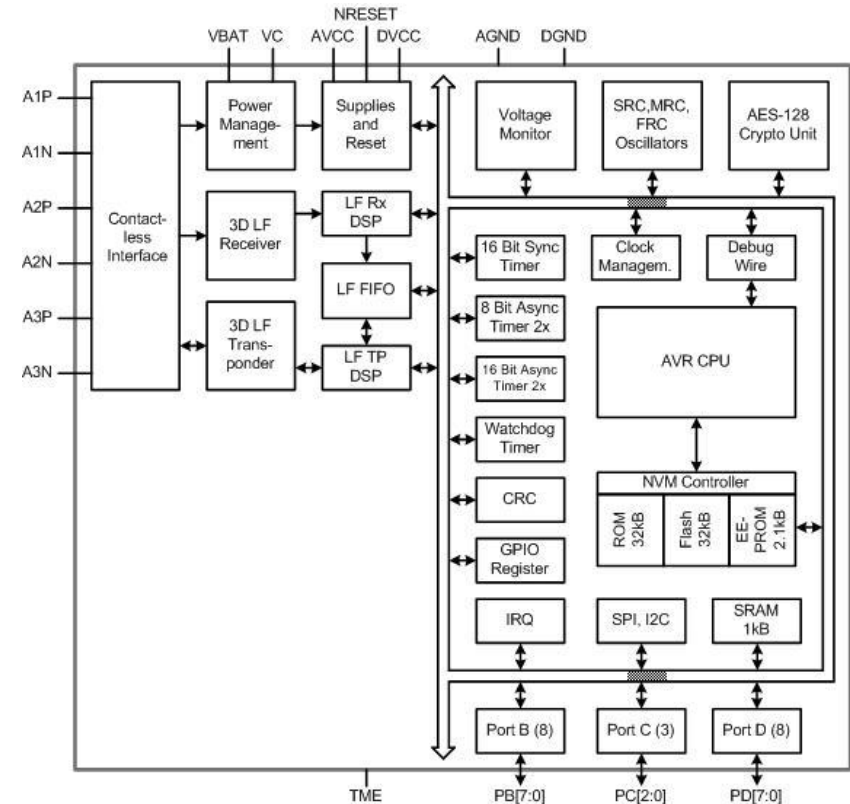 NRESET
VBAT VC AVCC DVCC AGND DGND
A1P
A1N
A2P
A2N
A3P
A3N
Contact-
less
Interface
Power
Manage-
ment
Supplies
and
Reset
3D LF
Receiver
LF Rx
DSP
LF FIFO
3D LF
Trans-
ponder
LF TP
DSP
Voltage
Monitor
SRC,MRC,
FRC
Oscillators
AES-128
Crypto Unit
16 Bit Sync
Timer
Clock
Managem.
Debug
Wire
8 Bit Async
Timer 2x
16 Bit Async
Timer 2x
AVR CPU
Watchdog
Timer
CRC
GPIO
Register
NVM Controller
ROM
32kB
Flash
32kB
EE-
PROM
2.1kB
IRQ
SPI, I2C
SRAM
1kB
Port B (8)
Port C (3)
Port D (8)
TME PB[7:0] PC[2:0] PD[7:0]